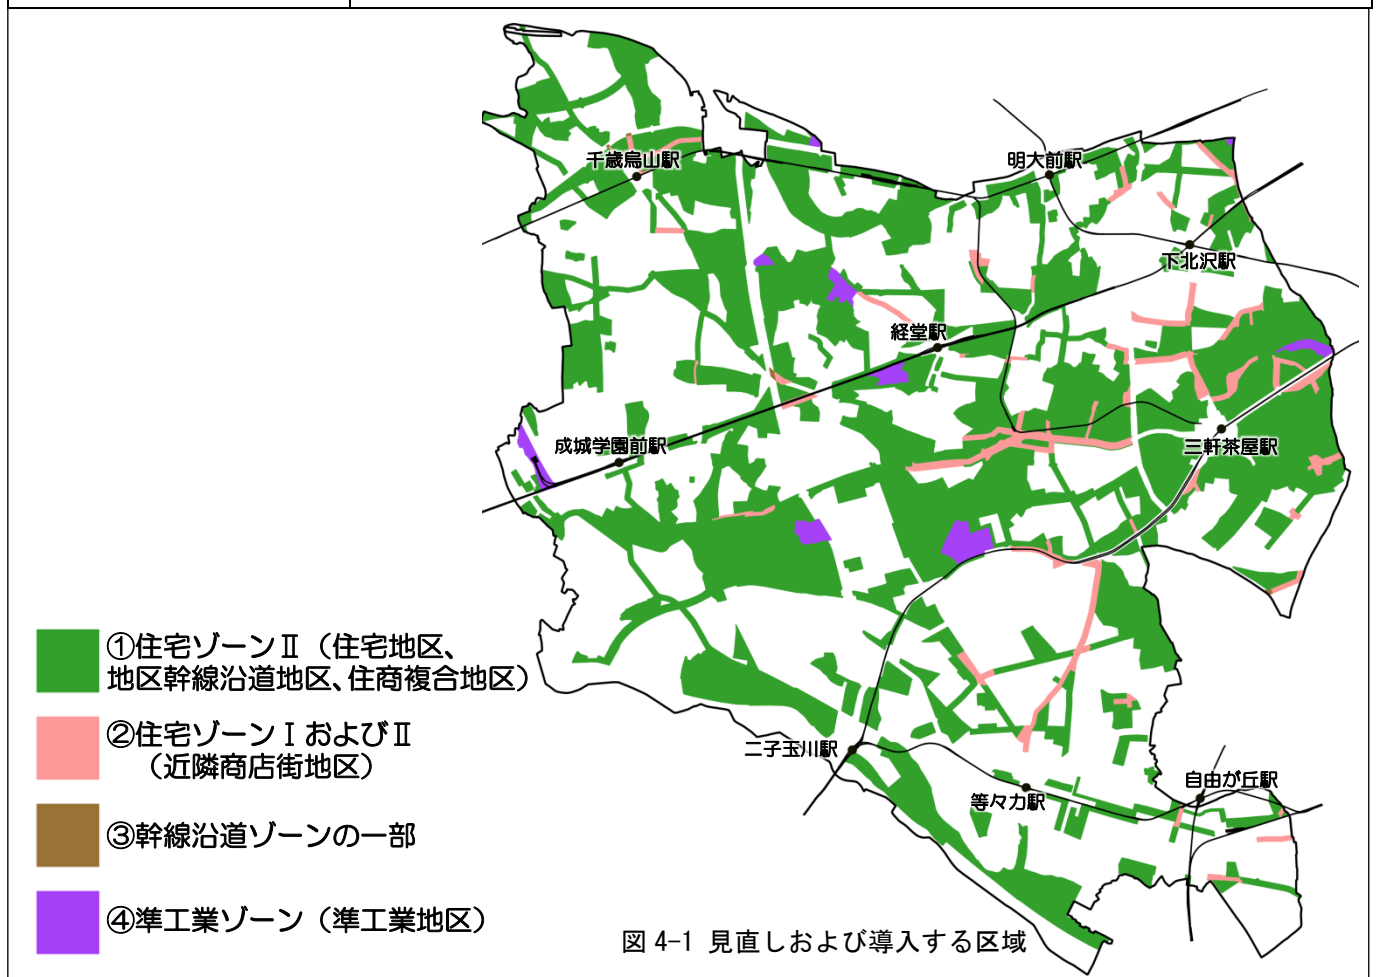 千歳烏山駅
明大前駅
下北沢駅
経堂駅
成城学園前駅
三軒茶屋駅
①住宅ゾーンⅡ（住宅地区、
地区幹線沿道地区、住商複合地区）
②住宅ゾーンⅠおよびⅡ
（近隣商店街地区）
二子玉川駅
等々力駅
自由が丘駅
③幹線沿道ゾーンの一部
④準工業ゾーン（準工業地区）
図 4-1 見直しおよび導入する区域